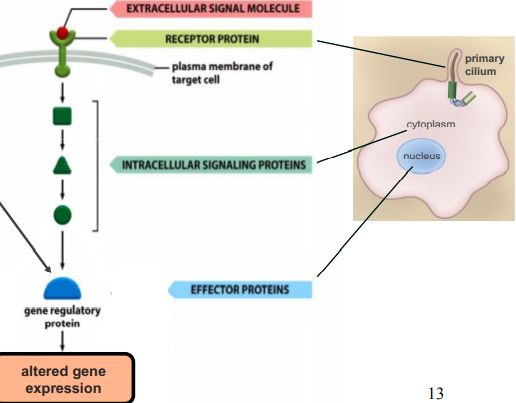 EXTRACELLULAR SIGNAL MOLECULE
RECEPTOR PROTEIN
plasma membrane of
target cell
primary
cilium
cytoplasm
INTRACELLULAR SIGNALING PROTEINS
nucleus
EFFECTOR PROTEINS
gene regulatory
protein
altered gene
expression
13